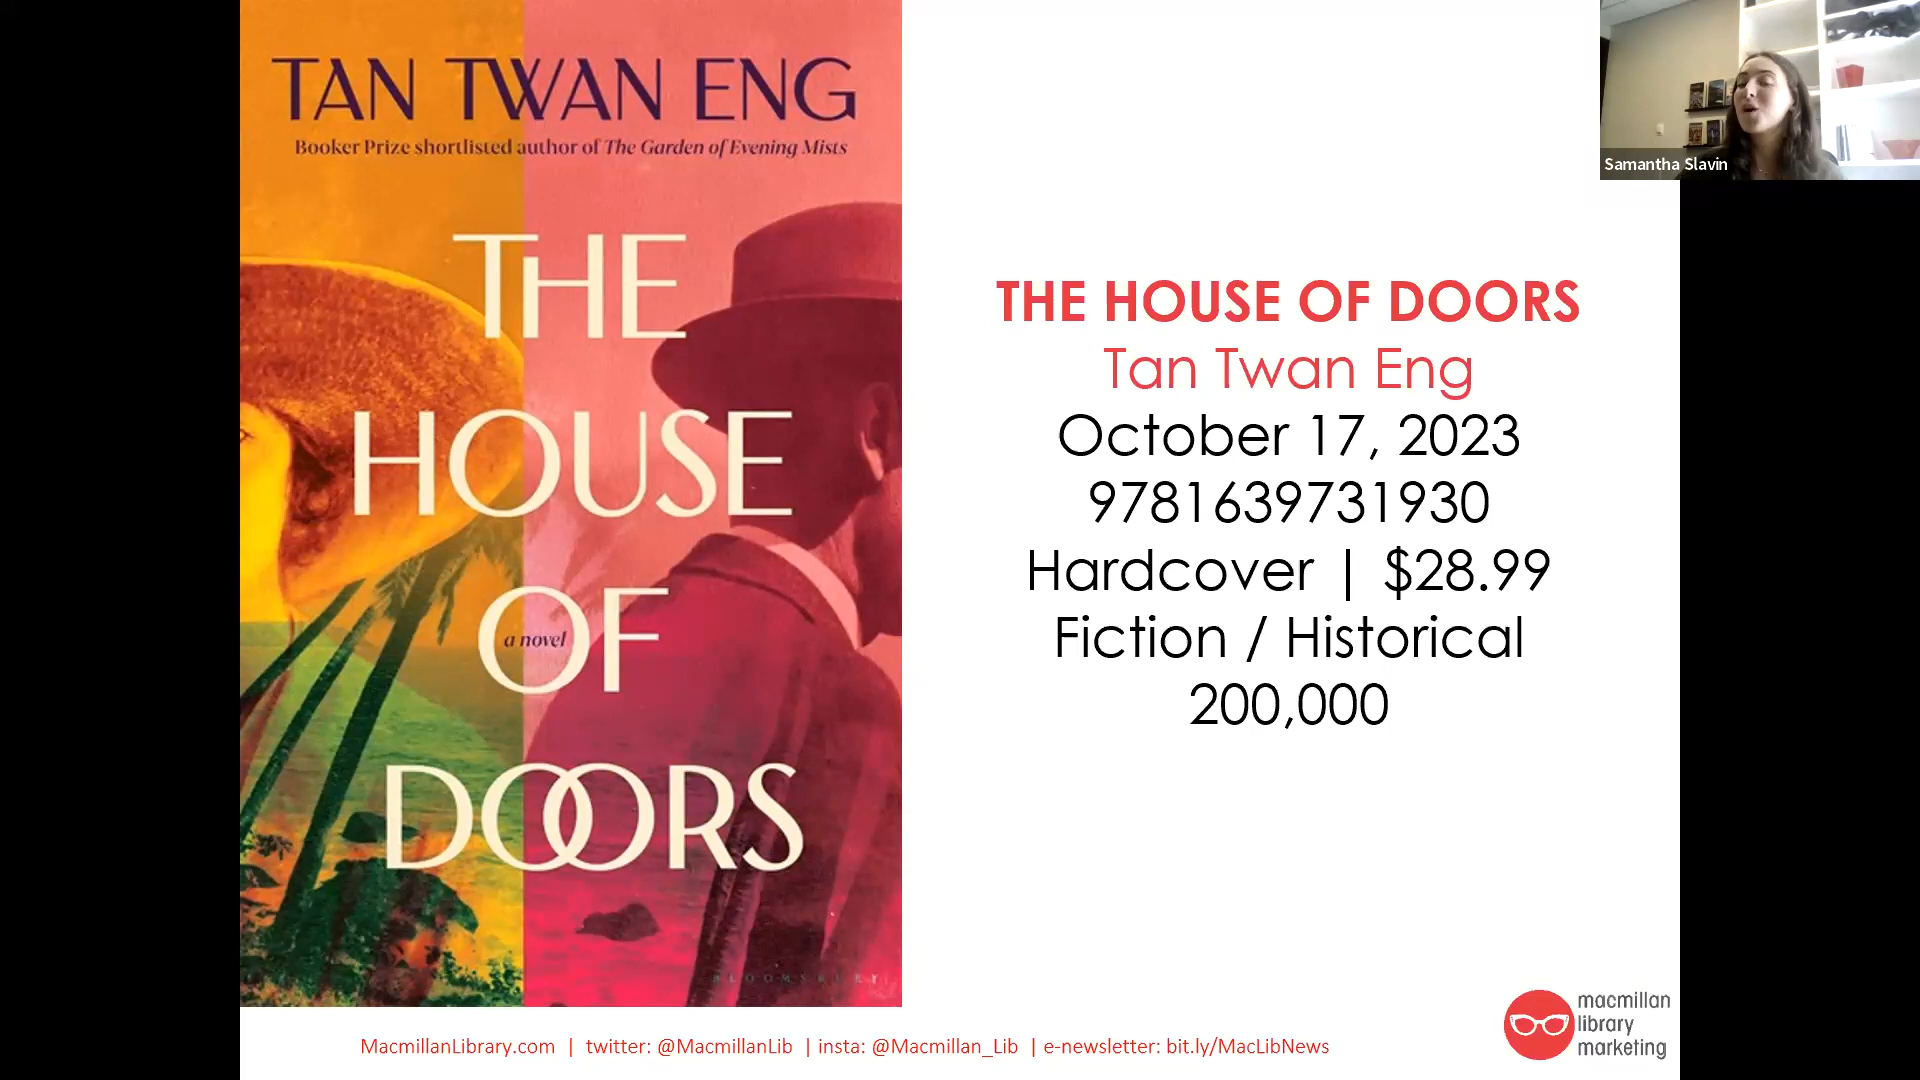 TAN TWAN ENG
Booker Prize shortlisted author of The Garden of Evening Mists
THE
HOUSE
OF
a novel
DOORS
BLOOMSBURY
Samantha Slavin
THE HOUSE OF DOORS
Tan Twan Eng
October 17, 2023
9781639731930
Hardcover | $28.99
Fiction / Historical
200,000
MacmillanLibrary.com | twitter: @MacmillanLib | insta: @Macmillan_Lib | e-newsletter: bit.ly/MacLibNews
macmillan
library
marketing